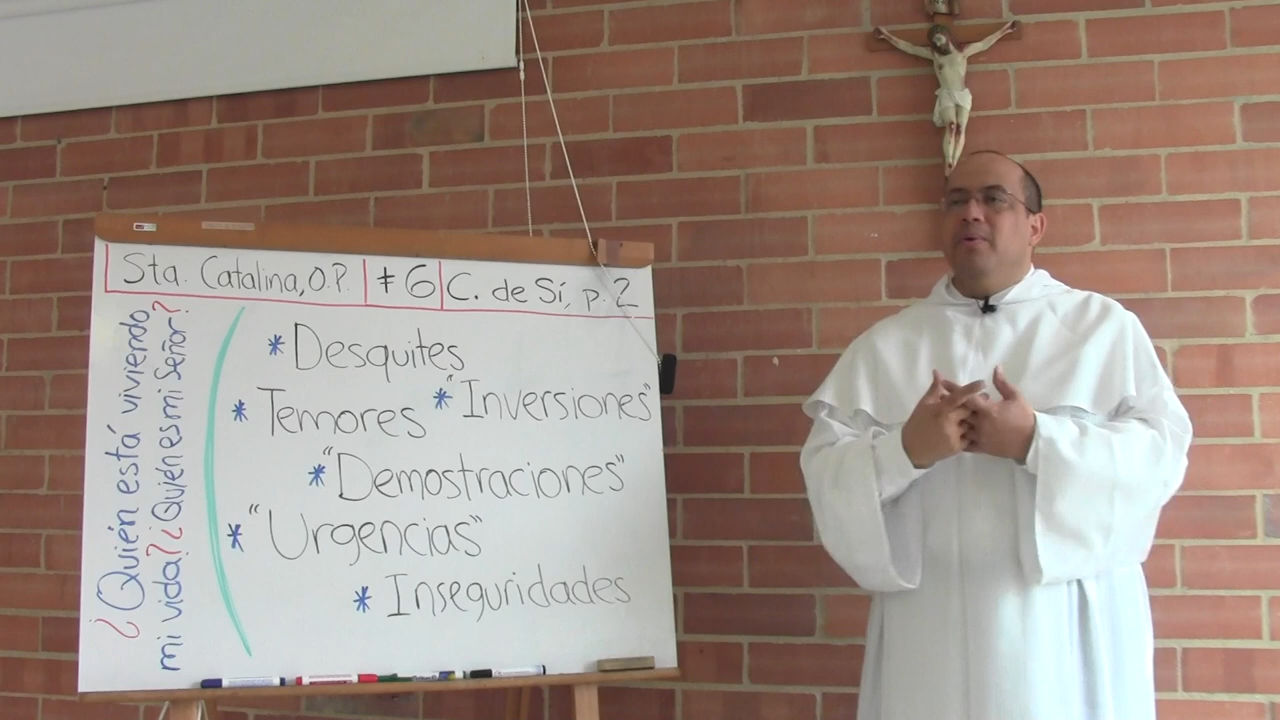 Sta. Catalina, O.P. #6 C. de Sí, p. 2
¿Quién está viviendo
mi vida? ¿Quién es mi Señor?
* Desquites
* Temores * "Inversiones"
* "Demostraciones"
* "Urgencias"
* Inseguridades